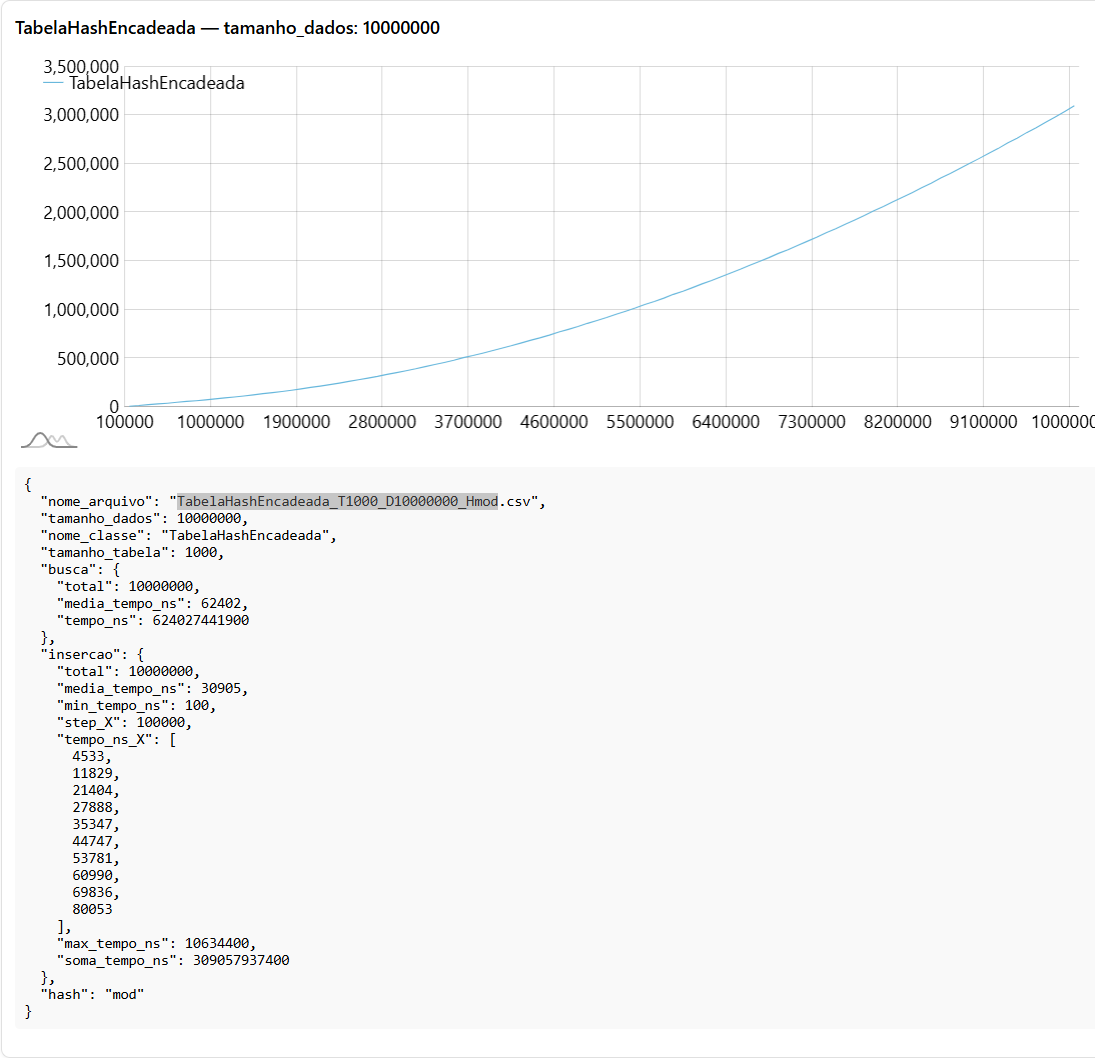 TabelaHashEncadeada — tamanho_dados: 10000000
3,500,000
TabelaHashEncadeada
3,000,000
2,500,000
2,000,000
1,500,000
1,000,000
500,000
0
100000 1000000 1900000 2800000 3700000 4600000 5500000 6400000 7300000 8200000 9100000 1000000
{
"nome_arquivo": "TabelaHashEncadeada_T1000_D10000000_Hmod.csv",
"tamanho_dados": 10000000,
"nome_classe": "TabelaHashEncadeada",
"tamanho_tabela": 1000,
"busca": {
"total": 10000000,
"media_tempo_ns": 62402,
"tempo_ns": 624027441900
},
"insercao": {
"total": 10000000,
"media_tempo_ns": 30905,
"min_tempo_ns": 100,
"step_X": 100000,
"tempo_ns_X": [
4533,
11829,
21404,
27888,
35347,
44747,
53781,
60990,
69836,
80053
],
"max_tempo_ns": 10634400,
"soma_tempo_ns": 309057937400
},
"hash": "mod"
}